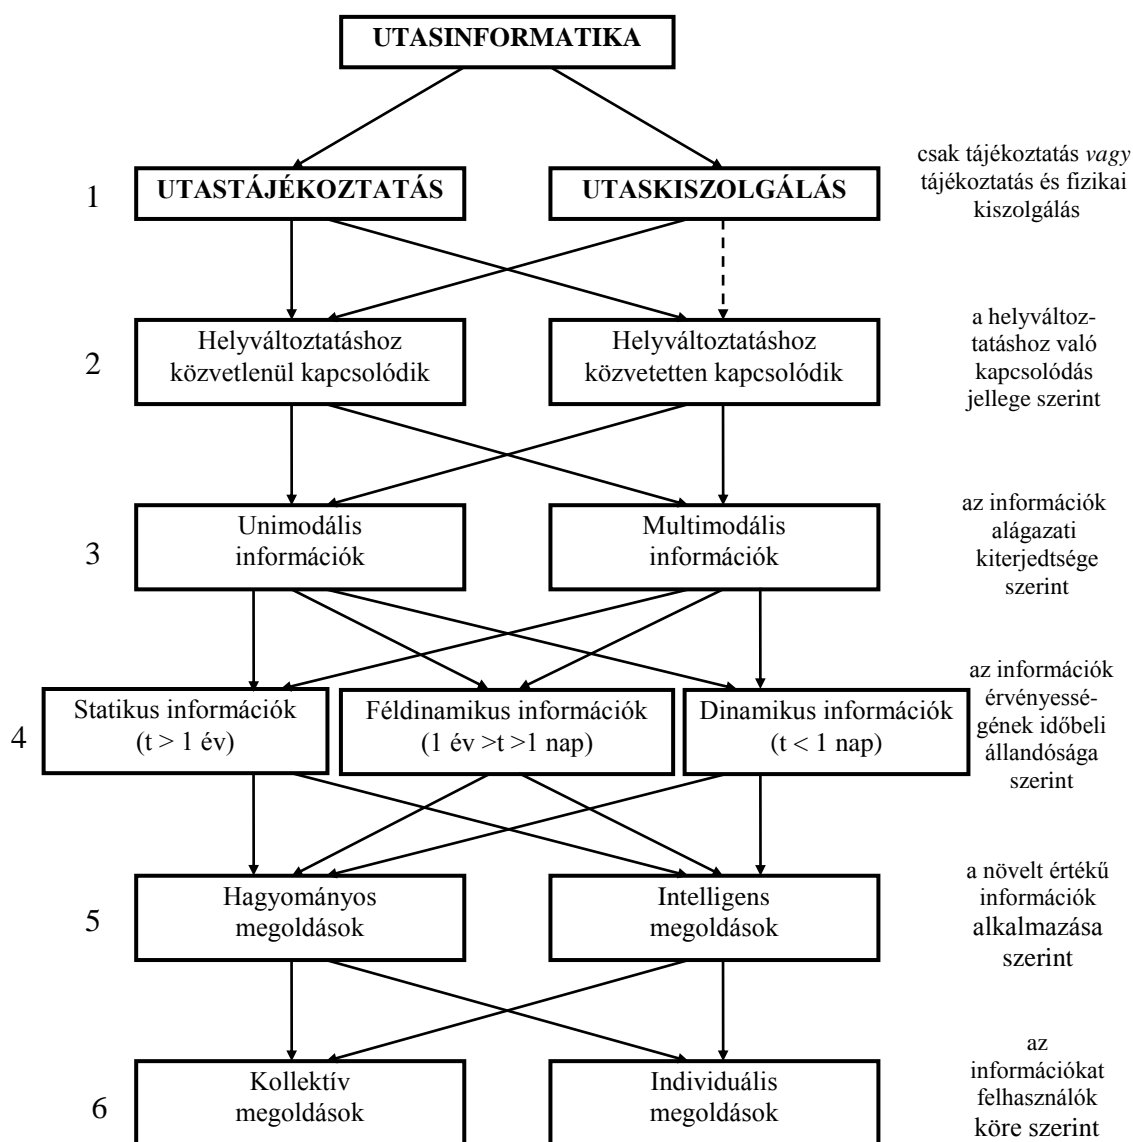 UTASINFORMATIKA
1
UTASTÁJÉKOZTATÁS
UTASKISZOLGÁLÁS
csak tájékoztatás vagy
tájékoztatás és fizikai
kiszolgálás
2
Helyváltoztatáshoz
közvetlenül kapcsolódik
Helyváltoztatáshoz
közvetetten kapcsolódik
a helyváltoz-
tatáshoz való
kapcsolódás
jellege szerint
3
Unimodális
információk
Multimodális
információk
az információk
alágazati
kiterjedtsége
szerint
4
Statikus információk
(t > 1 év)
Féldinamikus információk
(1 év >t >1 nap)
Dinamikus információk
(t < 1 nap)
az információk
érvényessé-
gének időbeli
állandósága
szerint
5
Hagyományos
megoldások
Intelligens
megoldások
a növelt értékű
információk
alkalmazása
szerint
6
Kollektív
megoldások
Individuális
megoldások
az
információkat
felhasználók
köre szerint